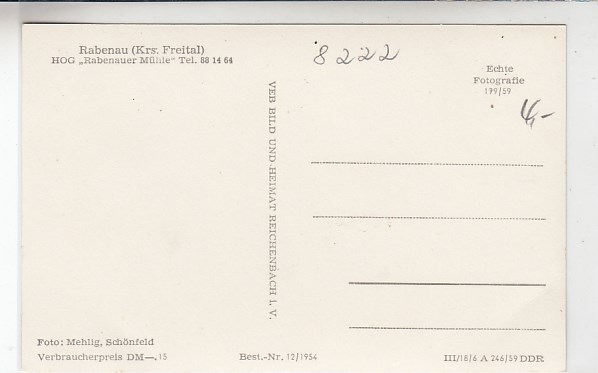 Rabenau (Krs. Freital)
HOG „Rabenauer Mühle“ Tel. 88 14 64
8222
Echte
Fotografie
179/59
4,-
VEB BILD UND HEIMAT REICHENBACH I. V.
Foto: Mehlig, Schönfeld
Verbraucherpreis DM —.15
Best.-Nr. 12/1954
III/18/6 A 246/59 DDR